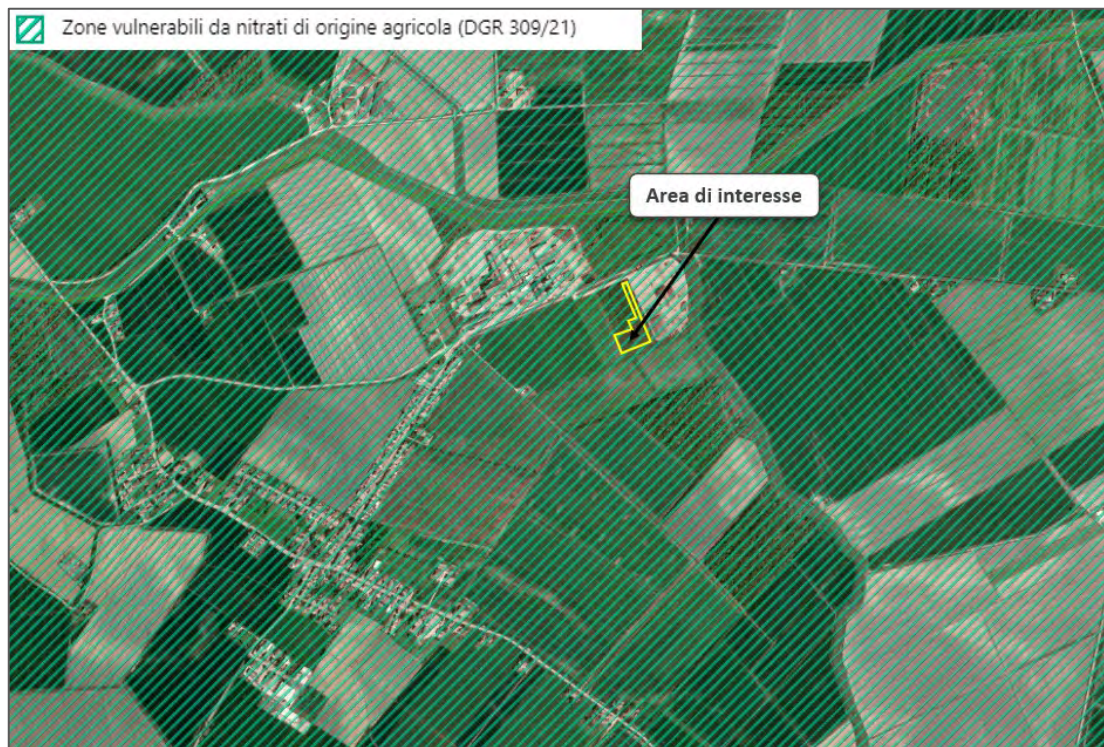 Zone vulnerabili da nitrati di origine agricola (DGR 309/21)
Area di interesse